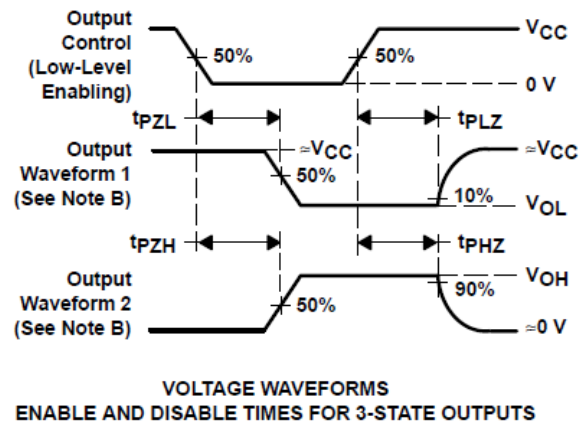 Output
Control
(Low-Level
Enabling)
50%
50%
VCC
0 V
tPZL
tPLZ
Output
Waveform 1
(See Note B)
≈VCC
50%
10%
≈VCC
VOL
tPZH
tPHZ
Output
Waveform 2
(See Note B)
50%
90%
VOH
≈0 V
VOLTAGE WAVEFORMS
ENABLE AND DISABLE TIMES FOR 3-STATE OUTPUTS